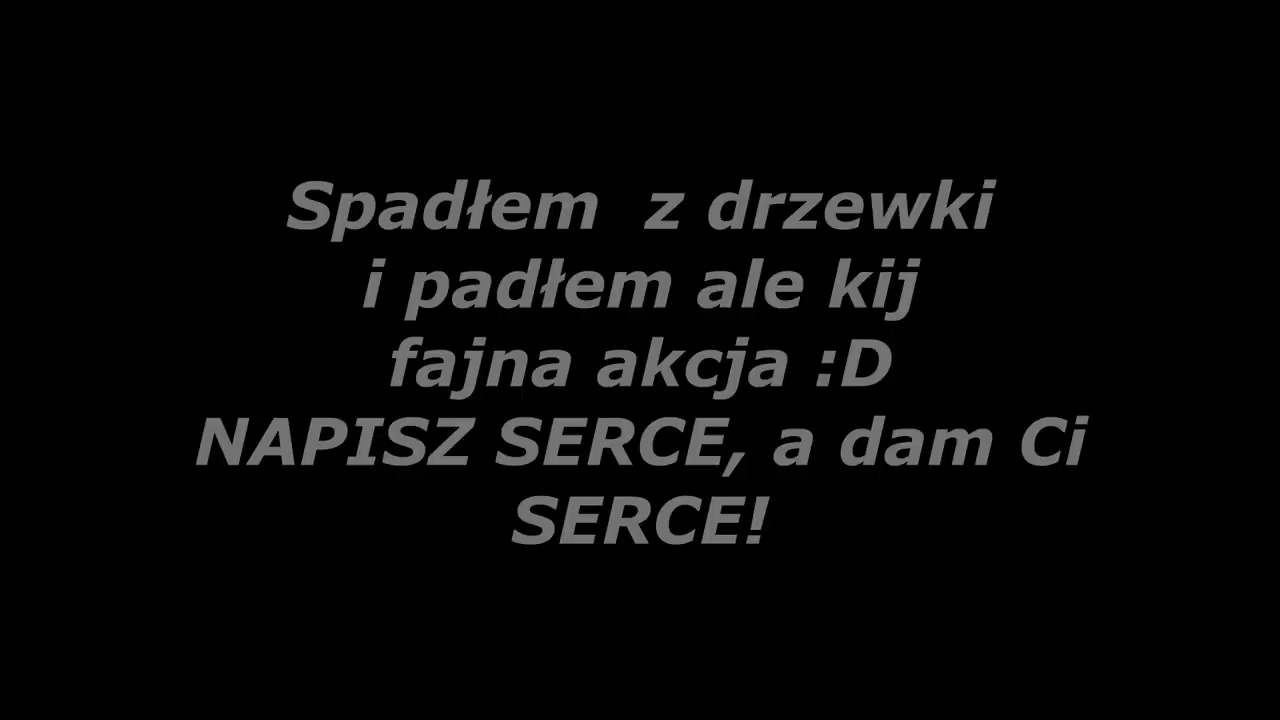 Spadłem  z drzewki
i padłem ale kij
fajna akcja :D
NAPISZ SERCE, a dam Ci
SERCE!